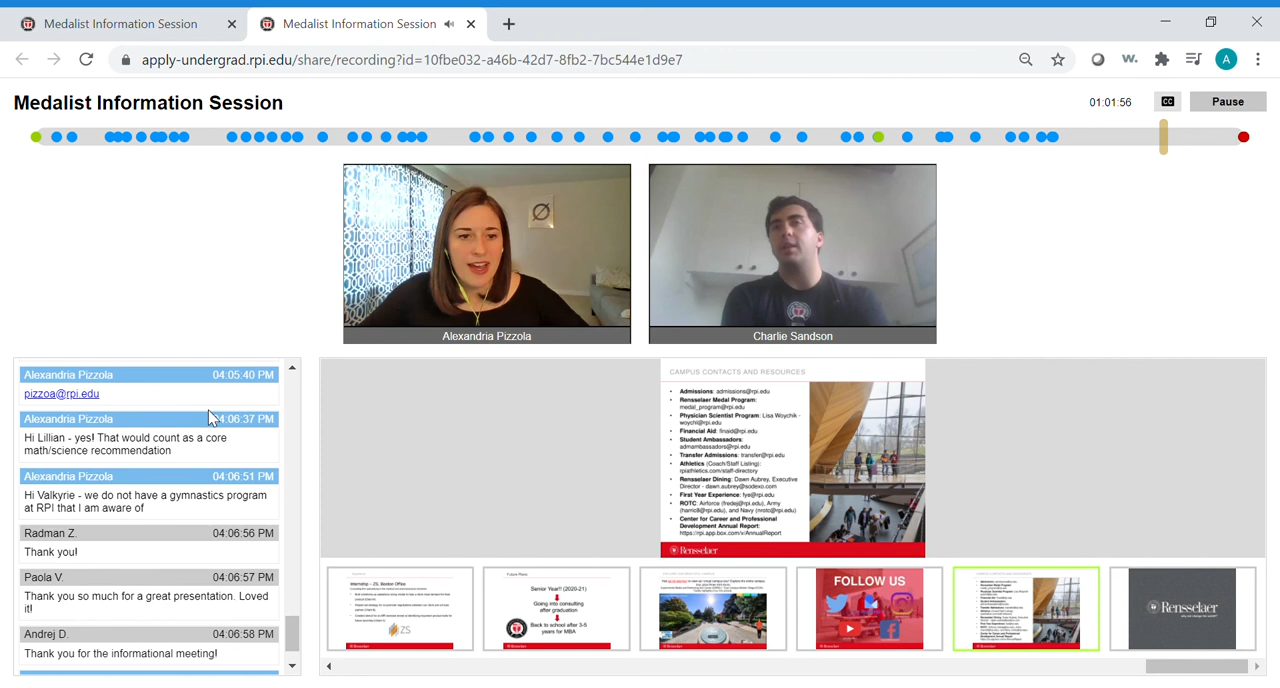 Medalist Information Session
Medalist Information Session
apply-undergrad.rpi.edu/share/recording?id=10fbe032-a46b-42d7-8fb2-7bc544e1d9e7
w.
A
Medalist Information Session
01:01:56
CC
Pause
Alexandria Pizzola
Charlie Sandson
Alexandria Pizzola 04:05:40 PM
pizzoa@rpi.edu
Alexandria Pizzola 4:06:37 PM
Hi Lillian - yes! That would count as a core
math/science recommendation
Alexandria Pizzola 04:06:51 PM
Hi Valkyrie - we do not have a gymnastics program
at RPI that I am aware of
Radman Z. 04:06:56 PM
Thank you!
Paola V. 04:06:57 PM
Thank you so much for a great presentation. Loved
it!
Andrej D. 04:06:58 PM
Thank you for the informational meeting!
CAMPUS CONTACTS AND RESOURCES
• Admissions: admissions@rpi.edu
• Rensselaer Medal Program:
medal_program@rpi.edu
• Physician Scientist Program: Lisa Woychik -
woychl@rpi.edu
• Financial Aid: finaid@rpi.edu
• Student Ambassadors:
admambassadors@rpi.edu
• Transfer Admissions: transfer@rpi.edu
• Athletics (Coach/Staff Listing):
rpiathletics.com/staff-directory
• Rensselaer Dining: Dawn Aubrey, Executive
Director - dawn.aubrey@sodexo.com
• First Year Experience: fye@rpi.edu
• ROTC: Airforce (fredej@rpi.edu), Army
(harric8@rpi.edu), and Navy (nrotc@rpi.edu)
• Center for Career and Professional
Development Annual Report:
https://rpi.app.box.com/v/AnnualReport
Rensselaer
Internship – ZS, Boston Office
ZS
Future Plans
Senior Year!! (2020-21)
Going into consulting
after graduation
Back to school after 3-5
years for MBA
FOLLOW US
Rensselaer
why not change the world?